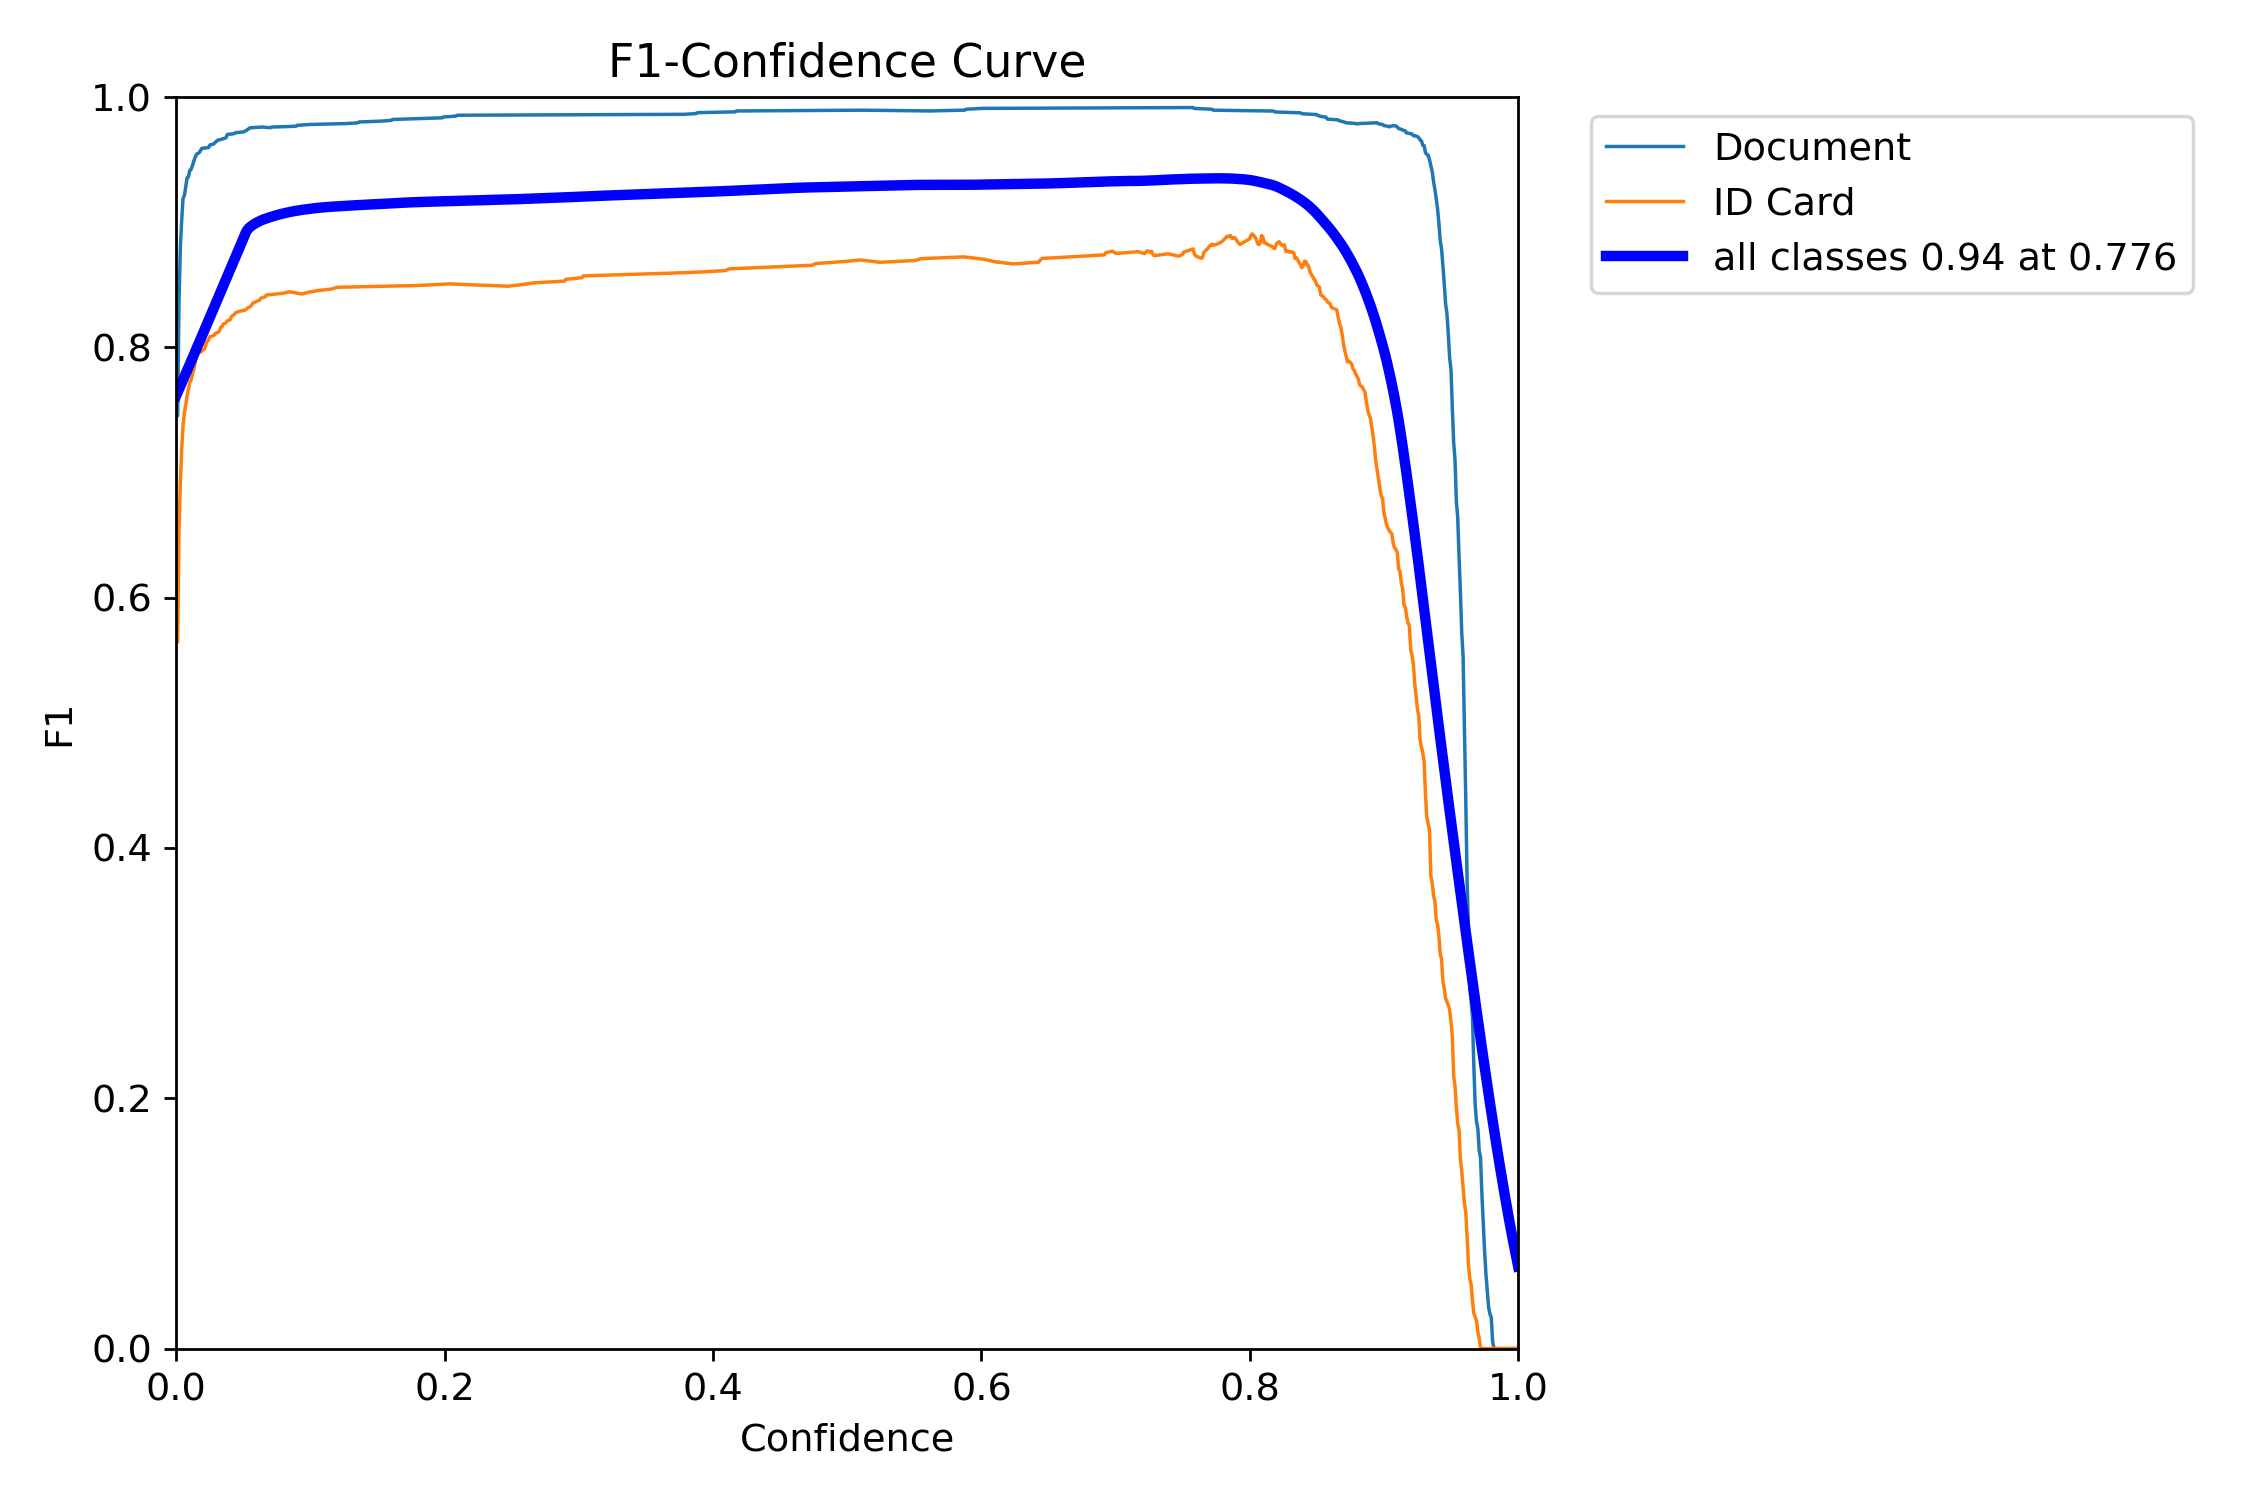 F1-Confidence Curve
1.0
0.8
0.6
0.4
0.2
0.0
F1
0.0 0.2 0.4 0.6 0.8 1.0
Confidence
Document
ID Card
all classes 0.94 at 0.776